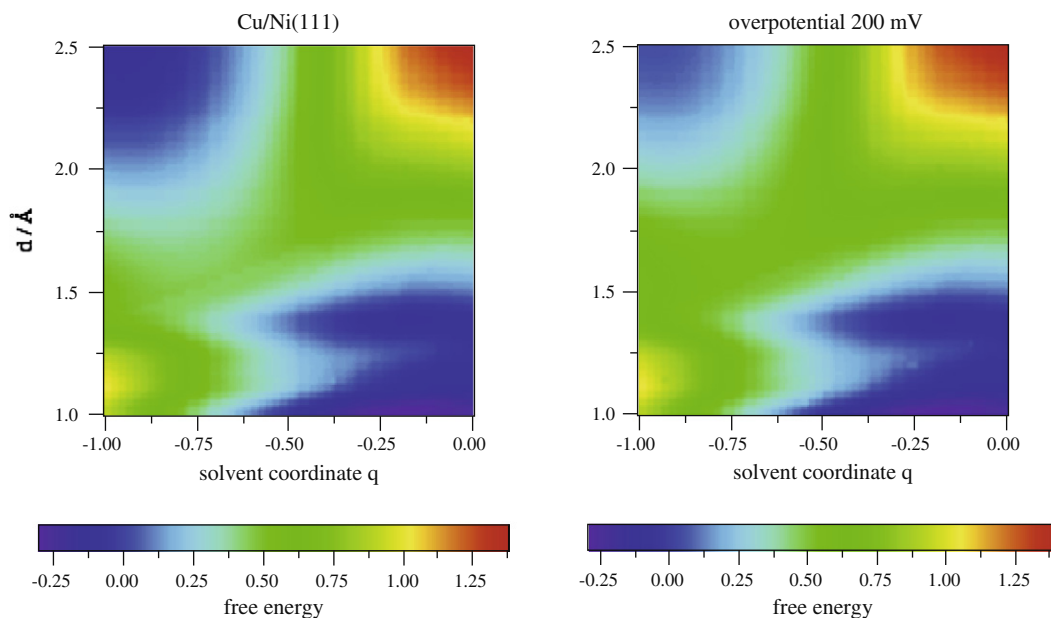 Cu/Ni(111)
overpotential 200 mV
2.5
2.0
1.5
1.0
d / Å
-1.00 -0.75 -0.50 -0.25 0.00
solvent coordinate q
2.5
2.0
1.5
1.0
-1.00 -0.75 -0.50 -0.25 0.00
solvent coordinate q
-0.25 0.00 0.25 0.50 0.75 1.00 1.25
free energy
-0.25 0.00 0.25 0.50 0.75 1.00 1.25
free energy